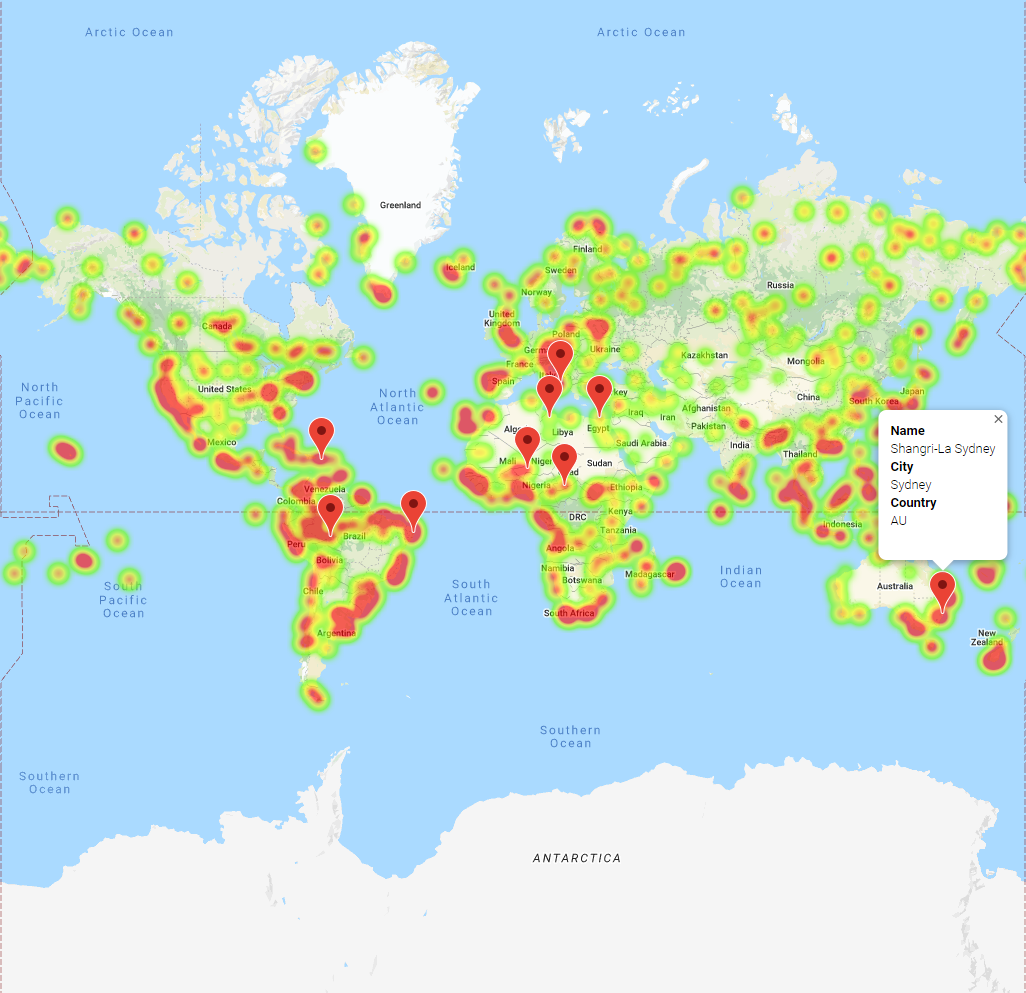 Arctic Ocean
Arctic Ocean
Greenland
Iceland
Finland
Sweden
Norway
Russia
United
Kingdom
Canada
Poland
Ukraine
France
Kazakhstan
Mongolia
Spain
North
Pacific
Ocean
United States
North
Atlantic
Ocean
Japan
South Korea
China
Iraq
Iran
Afghanistan
Pakistan
Egypt
Libya
Mexico
Saudi Arabia
India
Thailand
Mali
Niger
Sudan
Nigeria
Ethiopia
Venezuela
Colombia
Kenya
DRC
Tanzania
Indonesia
Brazil
Peru
Angola
Bolivia
Namibia
Botswana
Madagascar
Indian
Ocean
Chile
South
Pacific
Ocean
South
Atlantic
Ocean
South Africa
Argentina
Name
Shangri-La Sydney
City
Sydney
Country
AU
Australia
New
Zealand
Southern
Ocean
Southern
Ocean
ANTARCTICA